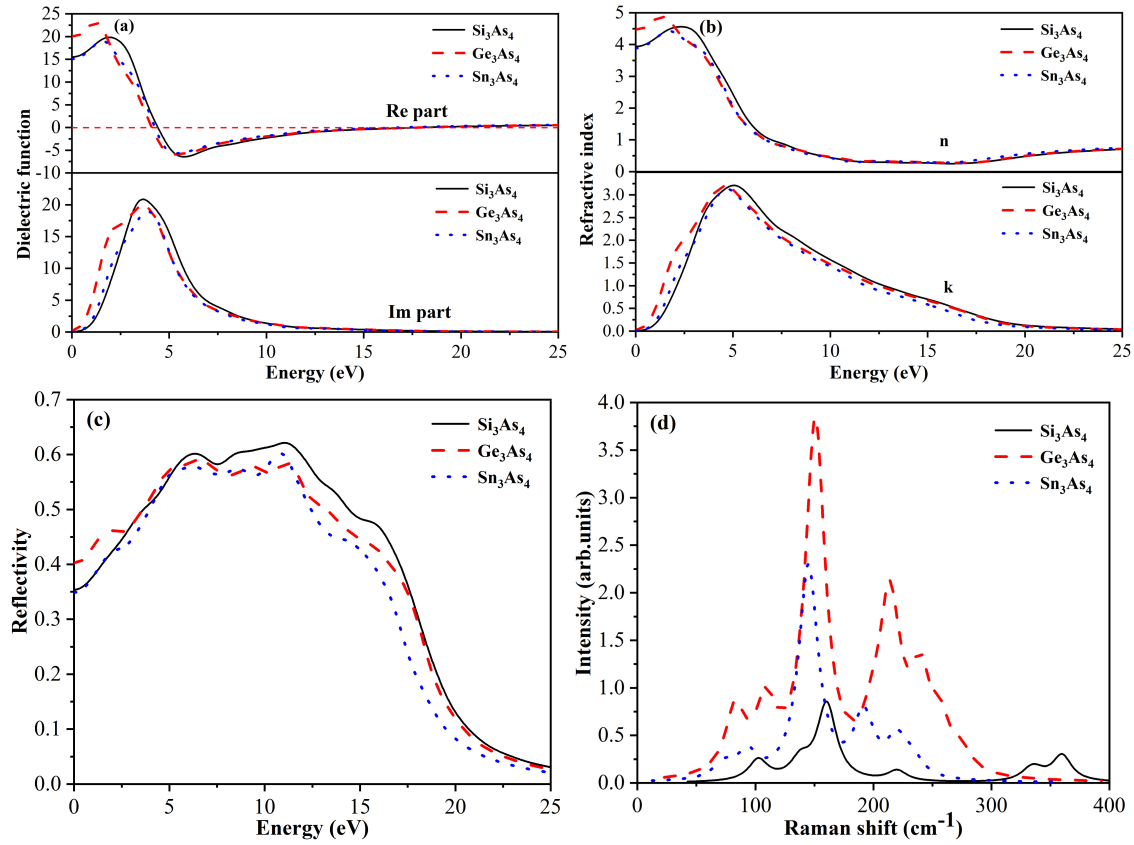 (a)
Si₃As₄
Ge₃As₄
Sn₃As₄
Re part
25
20
15
10
5
0
-5
-10
Dielectric function
Si₃As₄
Ge₃As₄
Sn₃As₄
Im part
20
15
10
5
0
0 5 10 15 20 25
Energy (eV)
(b)
Si₃As₄
Ge₃As₄
Sn₃As₄
n
5
4
3
2
1
0
Refractive index
Si₃As₄
Ge₃As₄
Sn₃As₄
k
3.0
2.5
2.0
1.5
1.0
0.5
0.0
0 5 10 15 20 25
Energy (eV)
(c)
Si₃As₄
Ge₃As₄
Sn₃As₄
0.7
0.6
0.5
0.4
0.3
0.2
0.1
0.0
Reflectivity
0 5 10 15 20 25
Energy (eV)
(d)
Si₃As₄
Ge₃As₄
Sn₃As₄
4.0
3.5
3.0
2.5
2.0
1.5
1.0
0.5
0.0
Intensity (arb.units)
0 100 200 300 400
Raman shift (cm⁻¹)